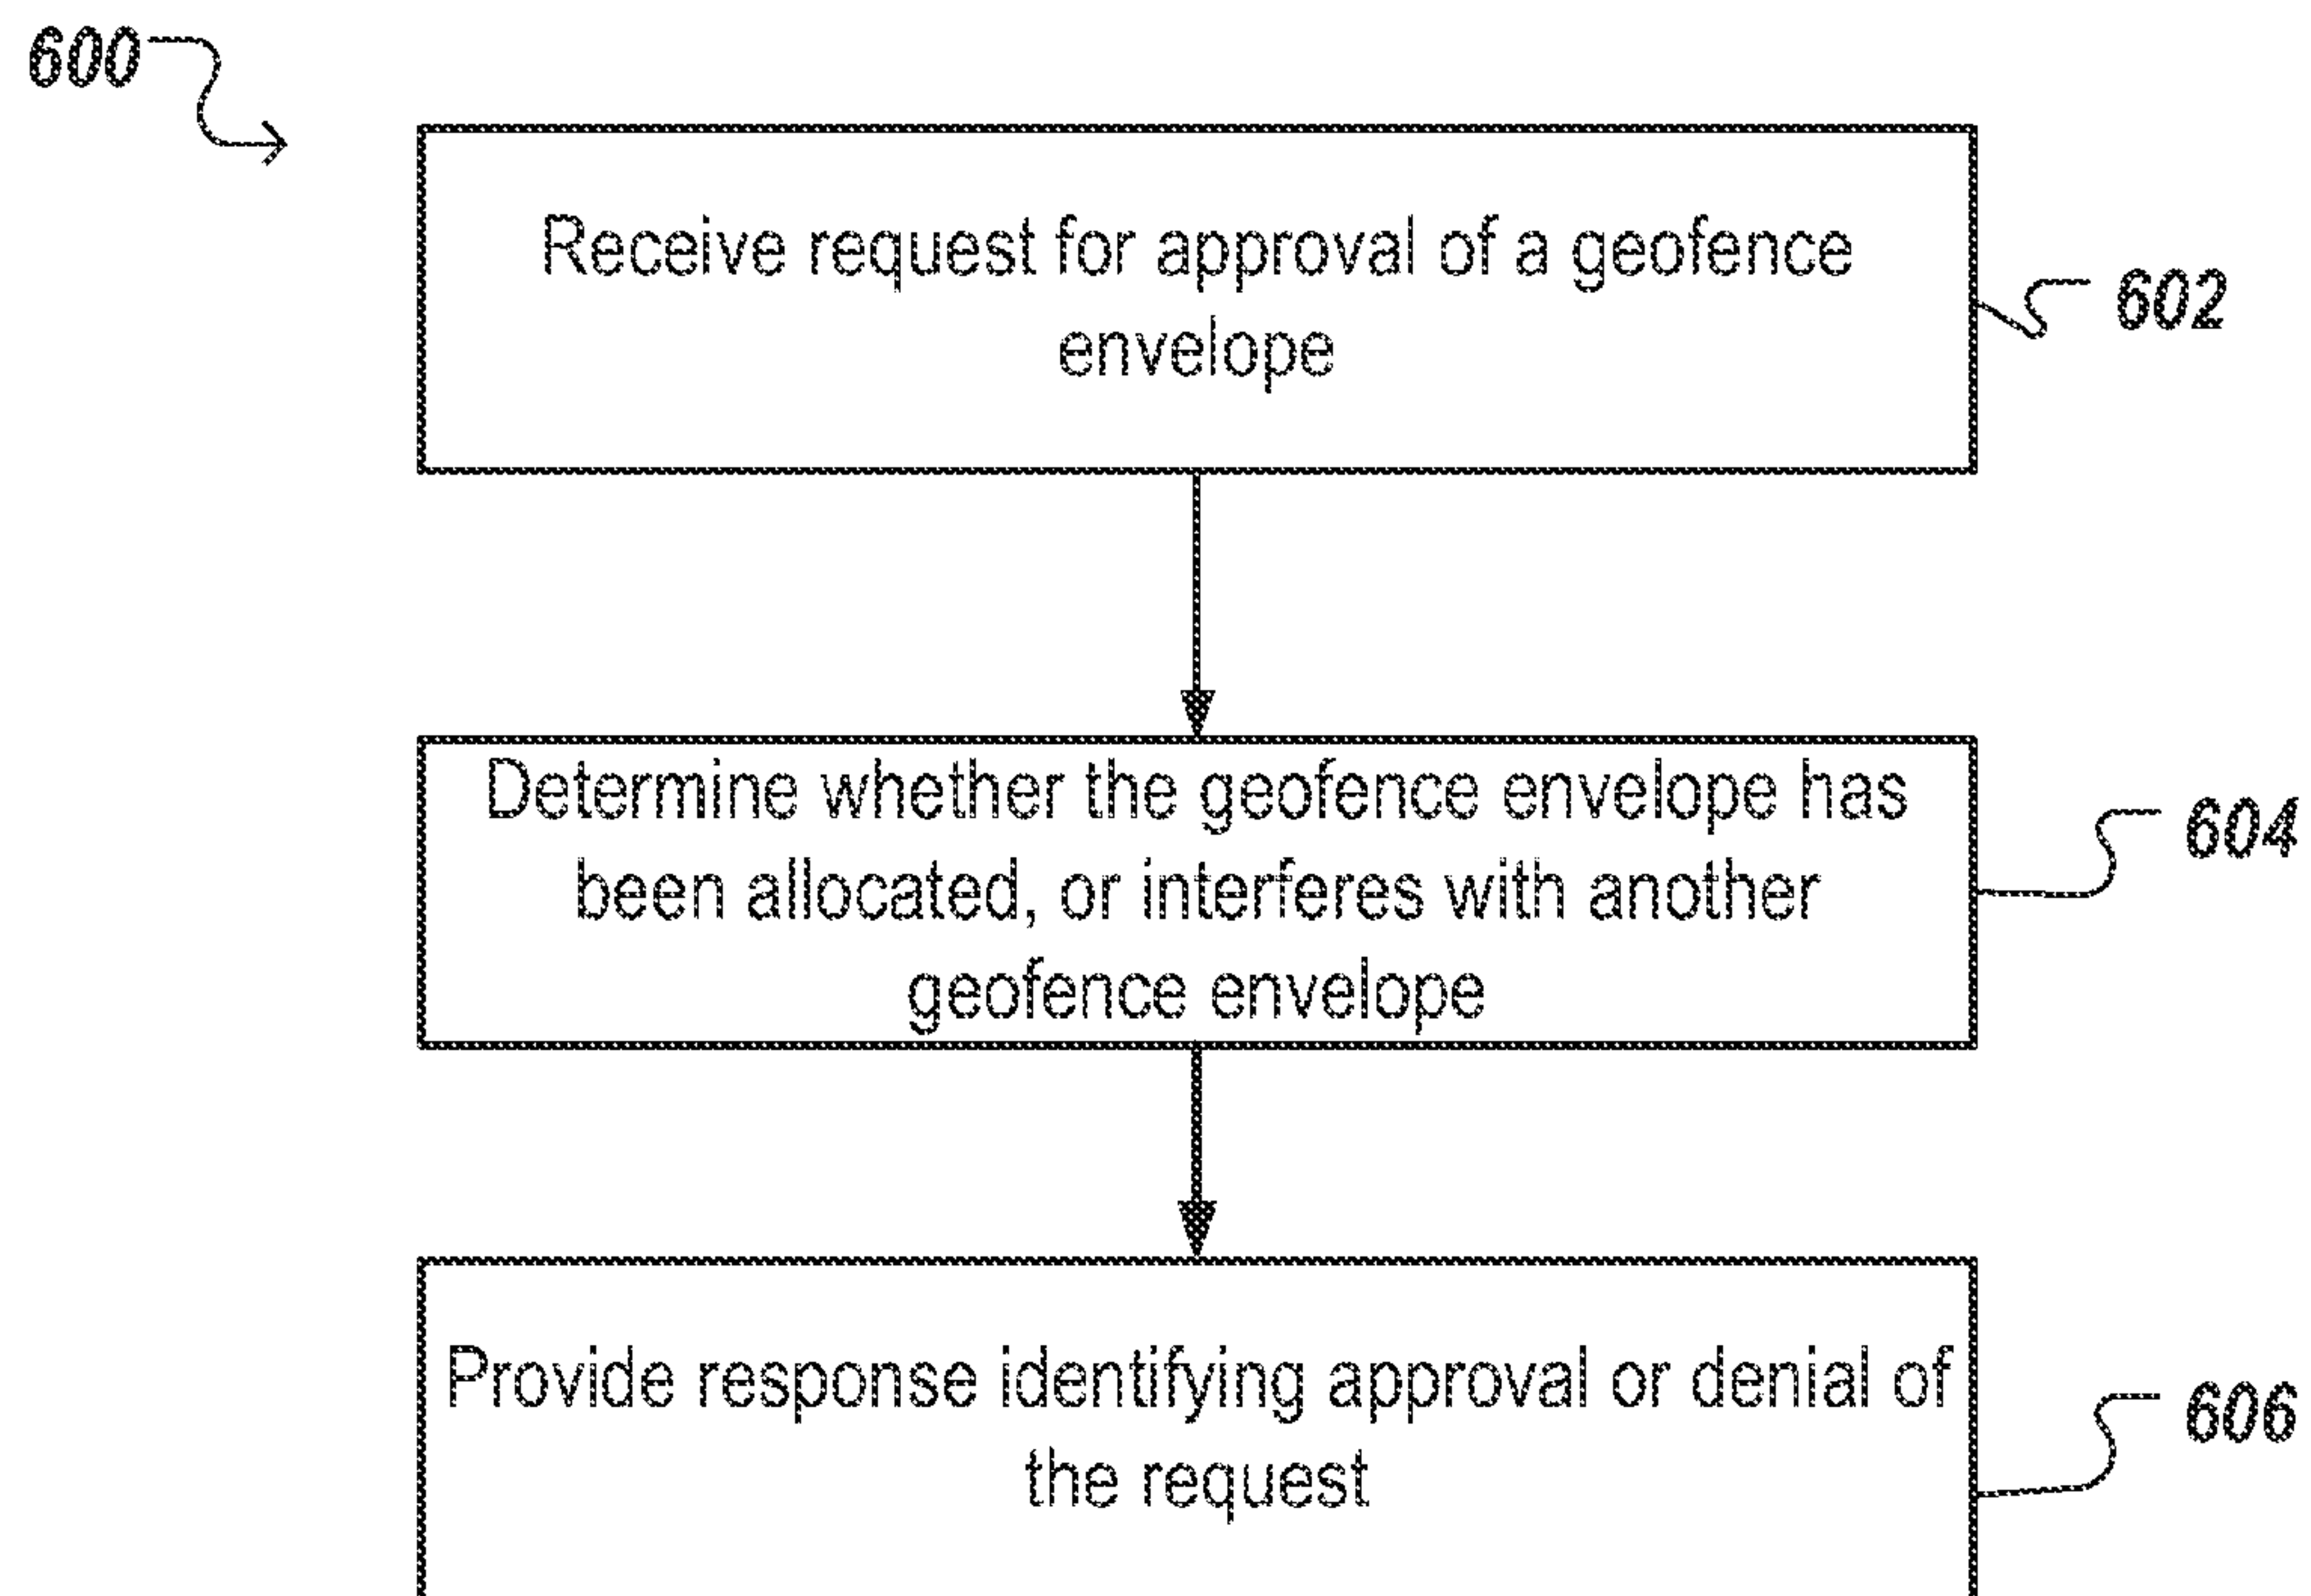 600
Receive request for approval of a geofence
envelope
602
Determine whether the geofence envelope has
been allocated, or interferes with another
geofence envelope
604
Provide response identifying approval or denial of
the request
606